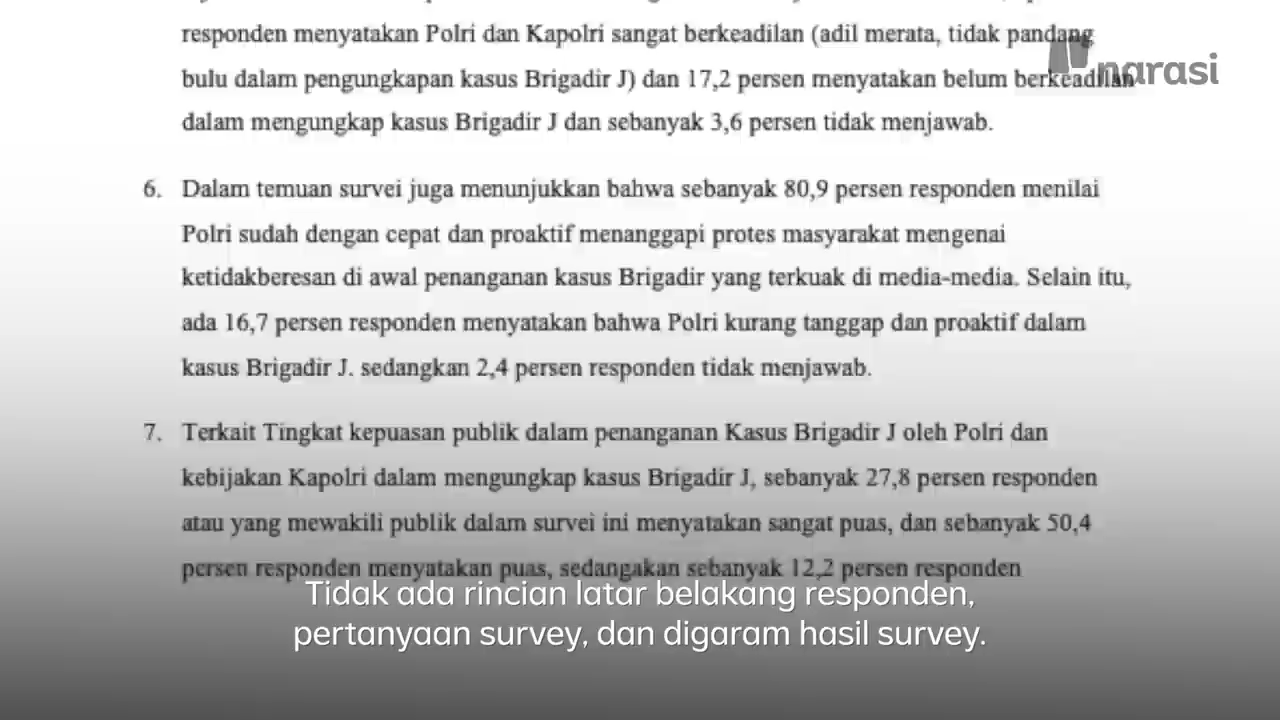 responden menyatakan Polri dan Kapolri sangat berkeadilan (adil merata, tidak pandang
bulu dalam pengungkapan kasus Brigadir J) dan 17,2 persen menyatakan belum berkeadilan
dalam mengungkap kasus Brigadir J dan sebanyak 3,6 persen tidak menjawab.
narasi
6. Dalam temuan survei juga menunjukkan bahwa sebanyak 80,9 persen responden menilai
Polri sudah dengan cepat dan proaktif menanggapi protes masyarakat mengenai
ketidakberesan di awal penanganan kasus Brigadir yang terkuak di media-media. Selain itu,
ada 16,7 persen responden menyatakan bahwa Polri kurang tanggap dan proaktif dalam
kasus Brigadir J. sedangkan 2,4 persen responden tidak menjawab.
7. Terkait Tingkat kepuasan publik dalam penanganan Kasus Brigadir J oleh Polri dan
kebijakan Kapolri dalam mengungkap kasus Brigadir J, sebanyak 27,8 persen responden
atau yang mewakili publik dalam survei ini menyatakan sangat puas, dan sebanyak 50,4
persen responden menyatakan puas, sedangakan sebanyak 12,2 persen responden
Tidak ada rincian latar belakang responden,
pertanyaan survey, dan digaram hasil survey.